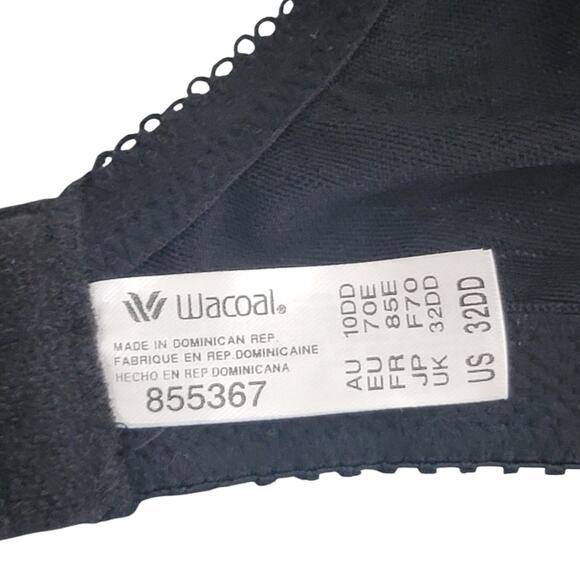 Wacoal®
MADE IN DOMINICAN REP.
FABRIQUE EN REP.DOMINICAINE
HECHO EN REP.DOMINICANA
855367
AU 10DD
EU 70E
FR 85E
JP F70
UK 32DD
US 32DD